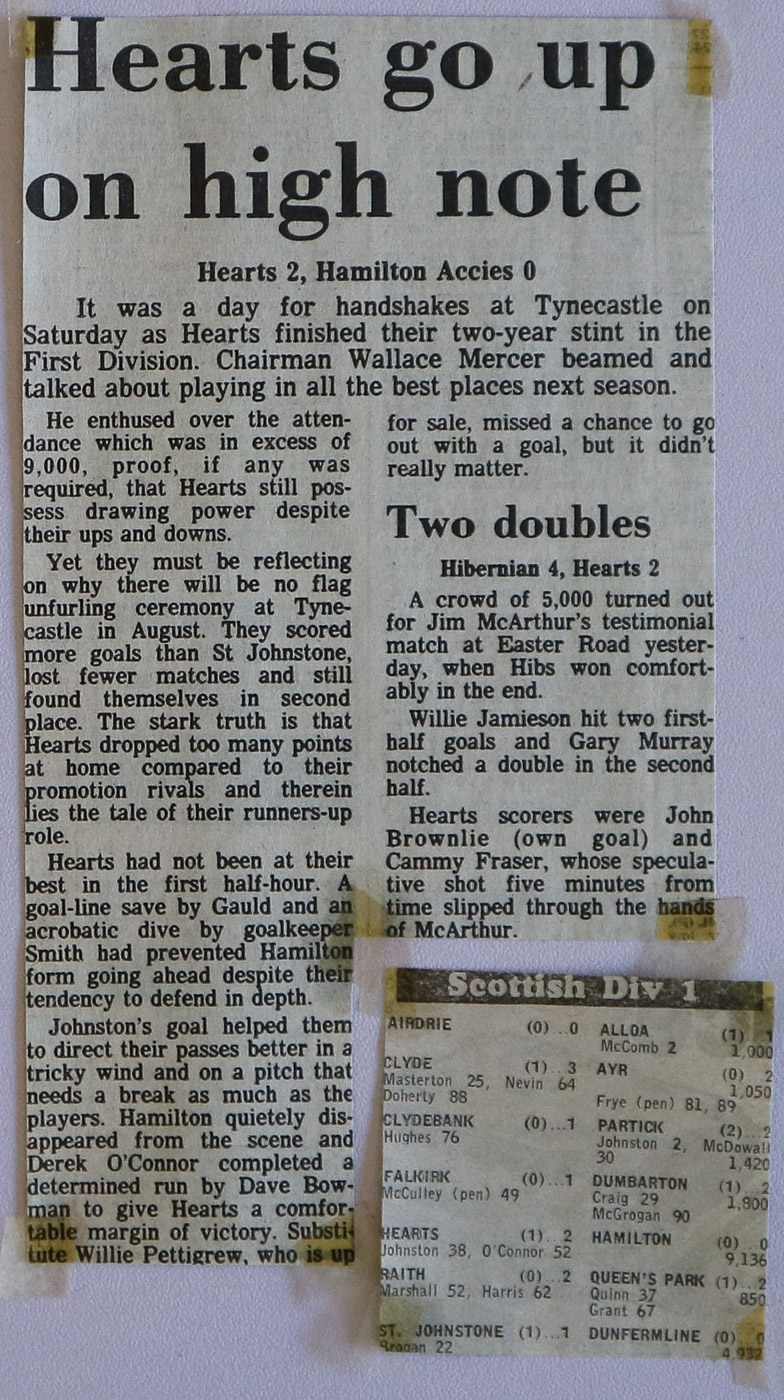 Hearts go up
on high note
Hearts 2, Hamilton Accies 0
It was a day for handshakes at Tynecastle on
Saturday as Hearts finished their two-year stint in the
First Division. Chairman Wallace Mercer beamed and
talked about playing in all the best places next season.
He enthused over the atten-
dance which was in excess of
9,000, proof, if any was
required, that Hearts still pos-
sess drawing power despite
their ups and downs.
Yet they must be reflecting
on why there will be no flag
unfurling ceremony at Tyne-
castle in August. They scored
more goals than St Johnstone,
lost fewer matches and still
found themselves in second
place. The stark truth is that
Hearts dropped too many points
at home compared to their
promotion rivals and therein
lies the tale of their runners-up
role.
Hearts had not been at their
best in the first half-hour. A
goal-line save by Gauld and an
acrobatic dive by goalkeeper
Smith had prevented Hamilton
form going ahead despite their
tendency to defend in depth.
Johnston's goal helped them
to direct their passes better in a
tricky wind and on a pitch that
needs a break as much as the
players. Hamilton quietly dis-
appeared from the scene and
Derek O'Connor completed a
determined run by Dave Bow-
man to give Hearts a comfor-
table margin of victory. Substi-
tute Willie Pettigrew, who is up
for sale, missed a chance to go
out with a goal, but it didn't
really matter.
Two doubles
Hibernian 4, Hearts 2
A crowd of 5,000 turned out
for Jim McArthur's testimonial
match at Easter Road yester-
day, when Hibs won comfort-
ably in the end.
Willie Jamieson hit two first-
half goals and Gary Murray
notched a double in the second
half.
Hearts scorers were John
Brownlie (own goal) and
Cammy Fraser, whose specula-
tive shot five minutes from
time slipped through the hands
of McArthur.
Scottish Div 1
AIRDRIE (0)...0 ALLOA (1) 1
McComb 2 1,000
CLYDE (1)...3 AYR (0) 2
Masterton 25, Nevin 64 1,050
Doherty 88 Frye (pen) 81, 89
CLYDEBANK (0)...1 PARTICK (2)...2
Hughes 76 Johnston 2, McDowall
30 1,420
FALKIRK (0)...1 DUMBARTON (1)...2
McCulley (pen) 49 Craig 29 1,800
McGrogan 90
HEARTS (1)...2 HAMILTON (0)...0
Johnston 38, O'Connor 52 9,136
RAITH (0)...2 QUEEN'S PARK (1)...2
Marshall 52, Harris 62 Quinn 37 850
Grant 67
ST. JOHNSTONE (1)...1 DUNFERMLINE (0)...0
Brogan 22 4,932